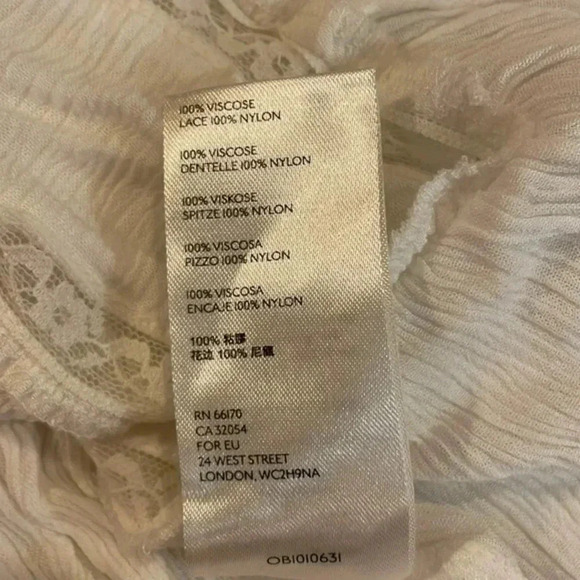 100% VISCOSE
LACE 100% NYLON
100% VISCOSE
DENTELLE 100% NYLON
100% VISKOSE
SPITZE 100% NYLON
100% VISCOSA
PIZZO 100% NYLON
100% VISCOSA
ENCAJE 100% NYLON
100% 粘膠
花边 100% 尼龍
RN 66170
CA 32054
FOR EU
24 WEST STREET
LONDON, WC2H9NA
OB1010631